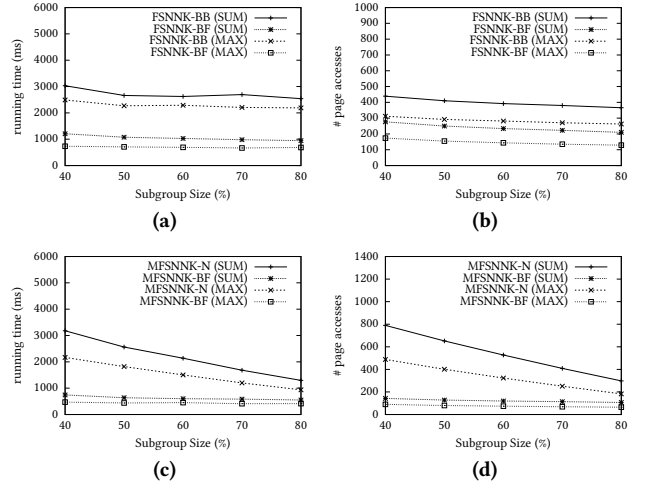 6000
5000
4000
3000
2000
1000
0
running time (ms)
FSNNK-BB (SUM)
FSNNK-BF (SUM)
FSNNK-BB (MAX)
FSNNK-BF (MAX)
40 50 60 70 80
Subgroup Size (%)
(a)
1000
900
800
700
600
500
400
300
200
100
0
# page accesses
FSNNK-BB (SUM)
FSNNK-BF (SUM)
FSNNK-BB (MAX)
FSNNK-BF (MAX)
40 50 60 70 80
Subgroup Size (%)
(b)
6000
5000
4000
3000
2000
1000
0
running time (ms)
MFSNNK-N (SUM)
MFSNNK-BF (SUM)
MFSNNK-N (MAX)
MFSNNK-BF (MAX)
40 50 60 70 80
Subgroup Size (%)
(c)
1400
1200
1000
800
600
400
200
0
# page accesses
MFSNNK-N (SUM)
MFSNNK-BF (SUM)
MFSNNK-N (MAX)
MFSNNK-BF (MAX)
40 50 60 70 80
Subgroup Size (%)
(d)